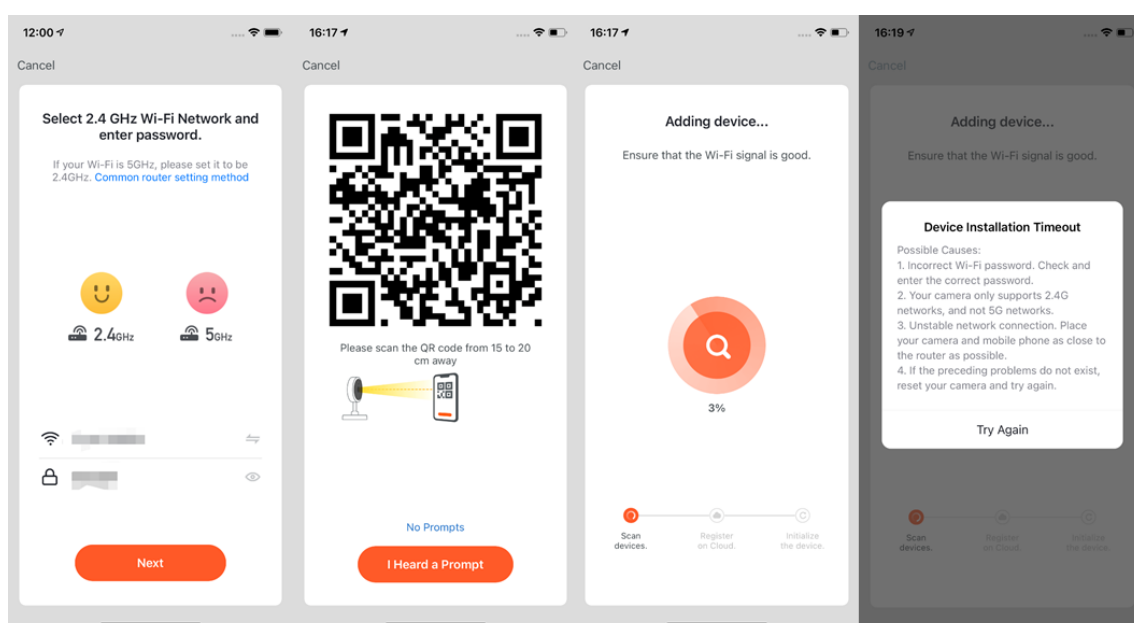 12:00
Cancel
Select 2.4 GHz Wi-Fi Network and
enter password.
If your Wi-Fi is 5GHz, please set it to be
2.4GHz. Common router setting method
2.4GHz
5GHz
Next
16:17
Cancel
Please scan the QR code from 15 to 20
cm away
No Prompts
I Heard a Prompt
16:17
Cancel
Adding device...
Ensure that the Wi-Fi signal is good.
3%
Scan
devices.
Register
on Cloud.
Initialize
the device.
16:19
Cancel
Adding device...
Ensure that the Wi-Fi signal is good.
Device Installation Timeout
Possible Causes:
1. Incorrect Wi-Fi password. Check and
enter the correct password.
2. Your camera only supports 2.4G
networks, and not 5G networks.
3. Unstable network connection. Place
your camera and mobile phone as close to
the router as possible.
4. If the preceding problems do not exist,
reset your camera and try again.
Try Again
Scan
devices.
Register
on Cloud.
Initialize
the device.